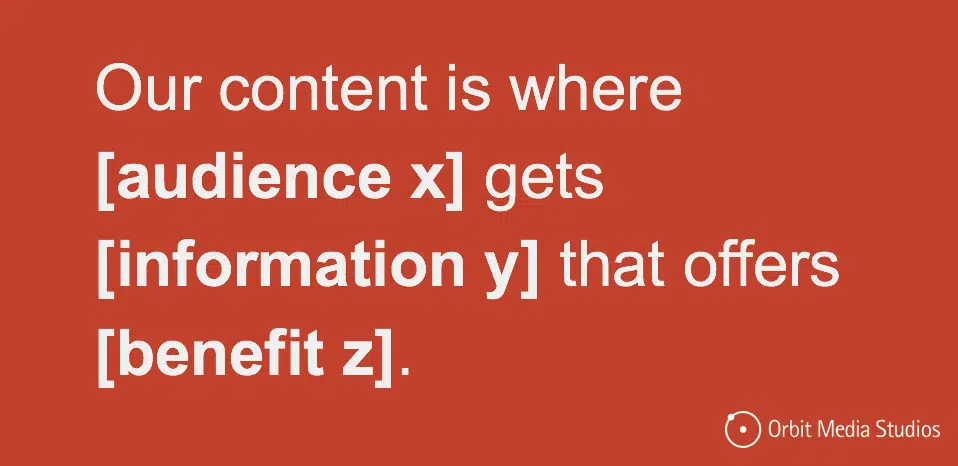 Our content is where
[audience x] gets
[information y] that offers
[benefit z].
Orbit Media Studios